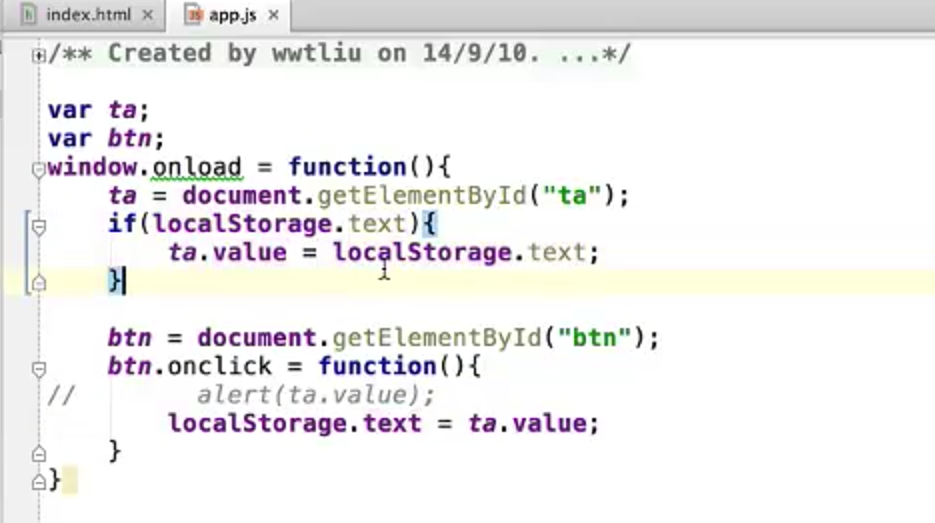 index.html × app.js ×
/** Created by wwtliu on 14/9/10. ...*/
var ta;
var btn;
window.onload = function(){
    ta = document.getElementById("ta");
    if(localStorage.text){
        ta.value = localStorage.text;
    }
    btn = document.getElementById("btn");
    btn.onclick = function(){
//        alert(ta.value);
        localStorage.text = ta.value;
    }
}